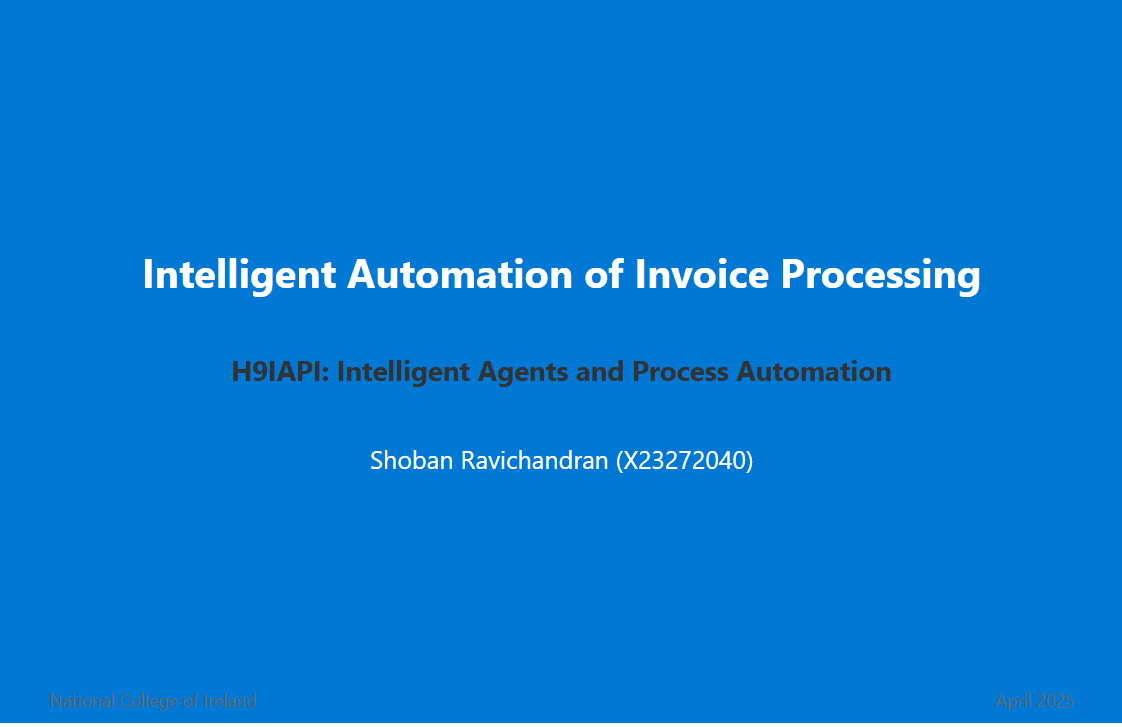 Intelligent Automation of Invoice Processing
H9IAPI: Intelligent Agents and Process Automation
Shoban Ravichandran (X23272040)
National College of Ireland
April 2025